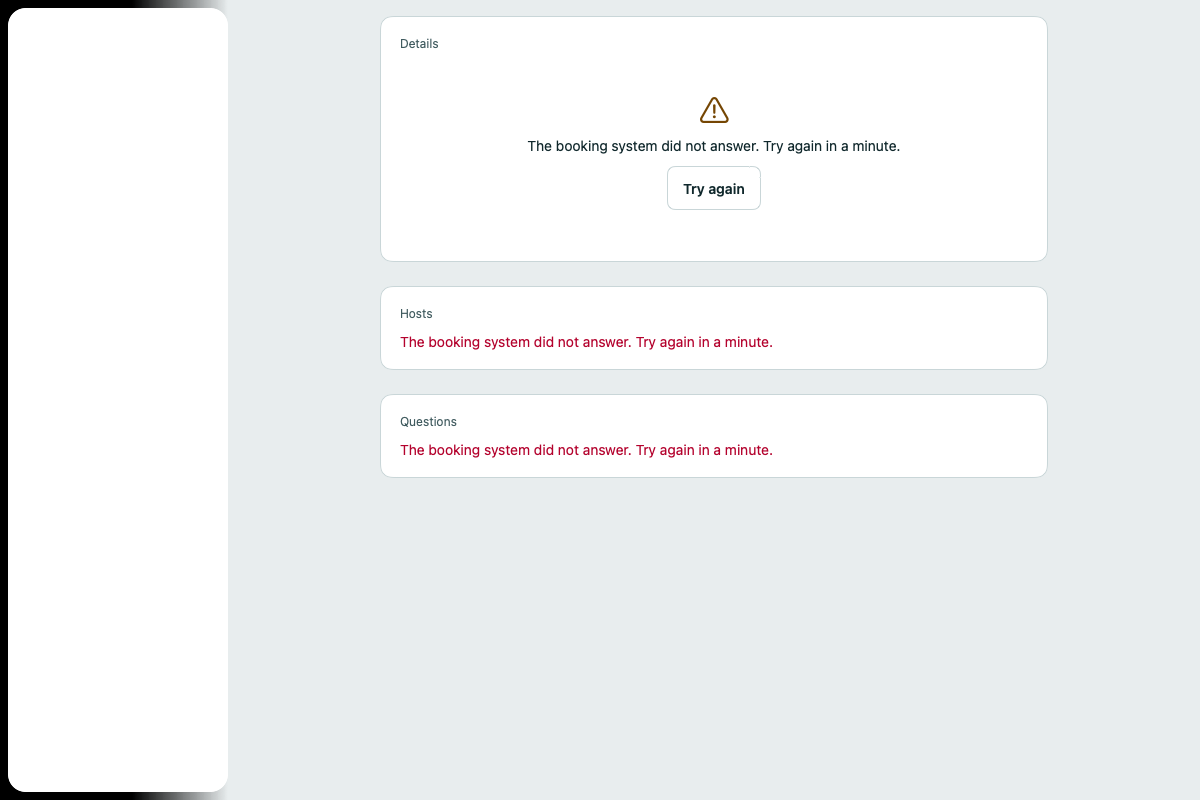 Details
The booking system did not answer. Try again in a minute.
Try again
Hosts
The booking system did not answer. Try again in a minute.
Questions
The booking system did not answer. Try again in a minute.